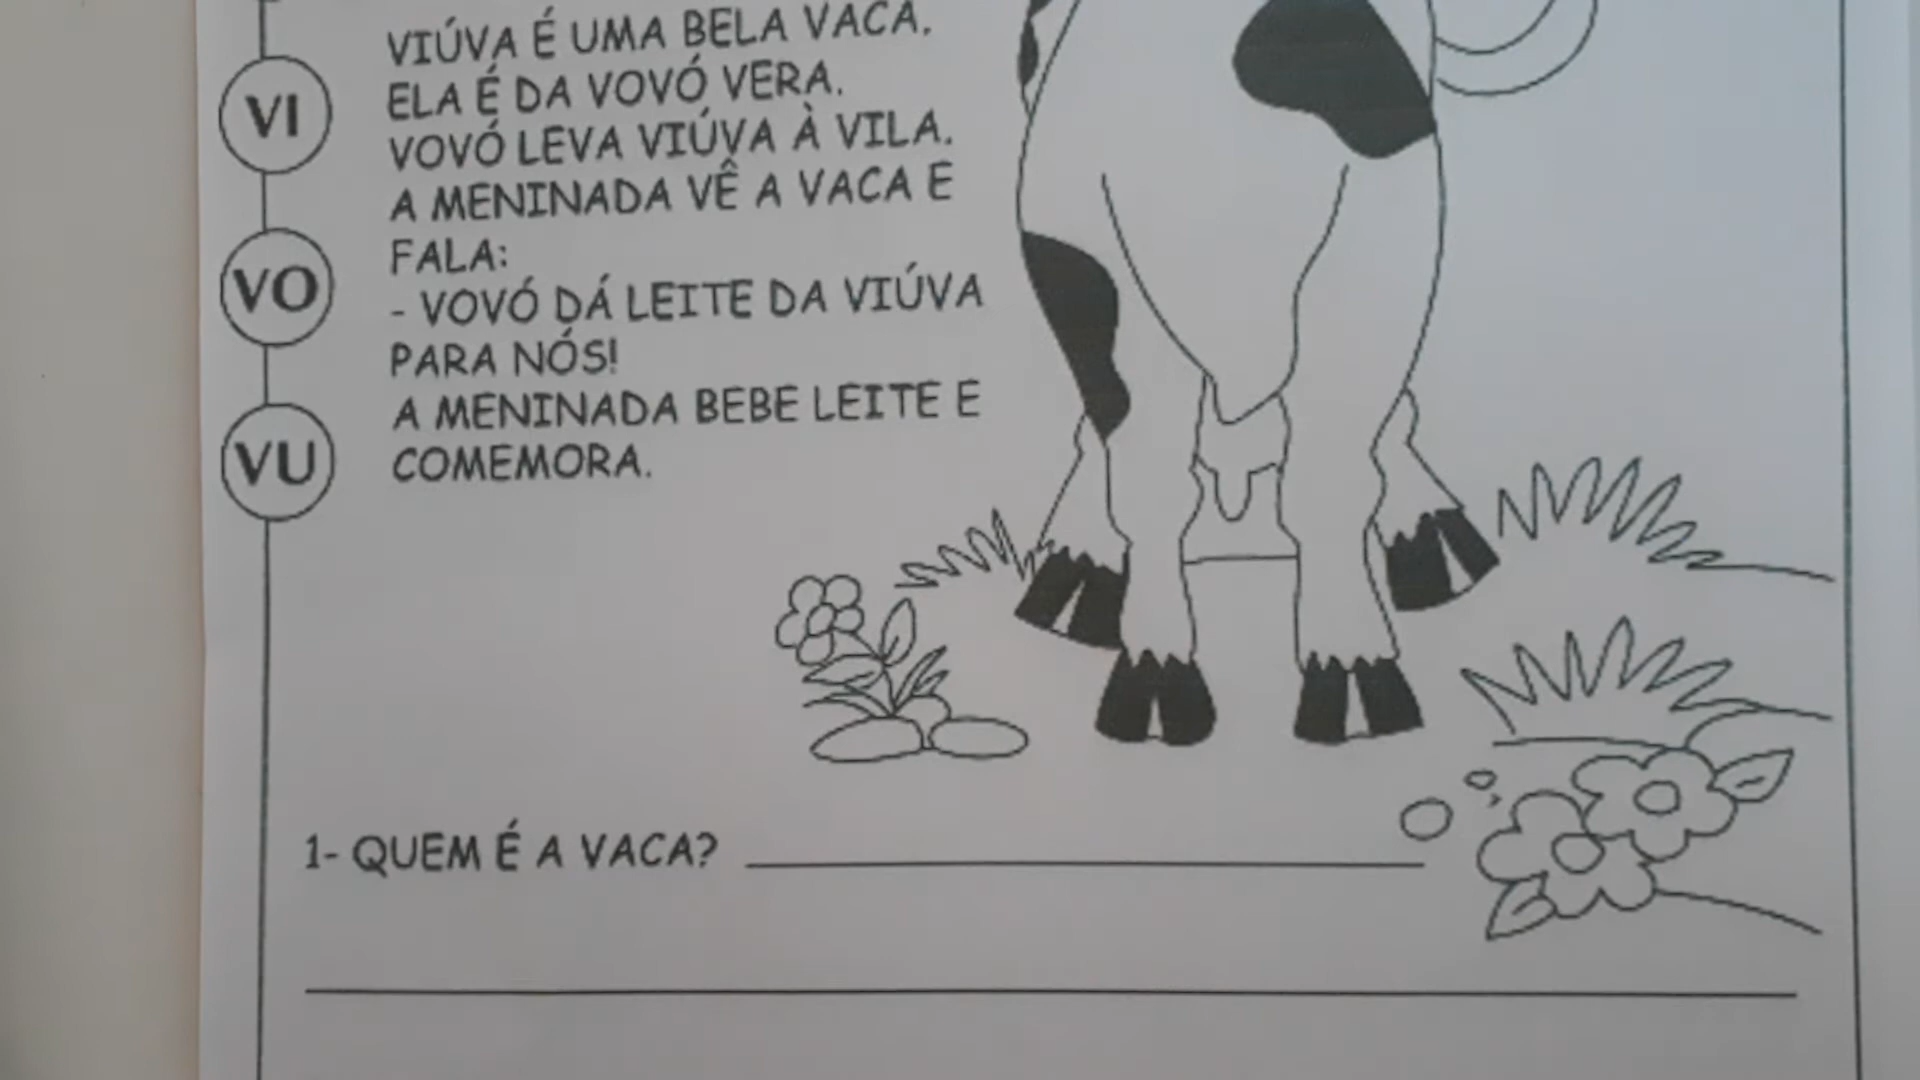 VIÚVA É UMA BELA VACA.
ELA É DA VOVÓ VERA.
VOVÓ LEVA VIÚVA À VILA.
A MENINADA VÊ A VACA E
FALA:
- VOVÓ DÁ LEITE DA VIÚVA
PARA NÓS!
A MENINADA BEBE LEITE E
COMEMORA.
VI
VO
VU
1- QUEM É A VACA?